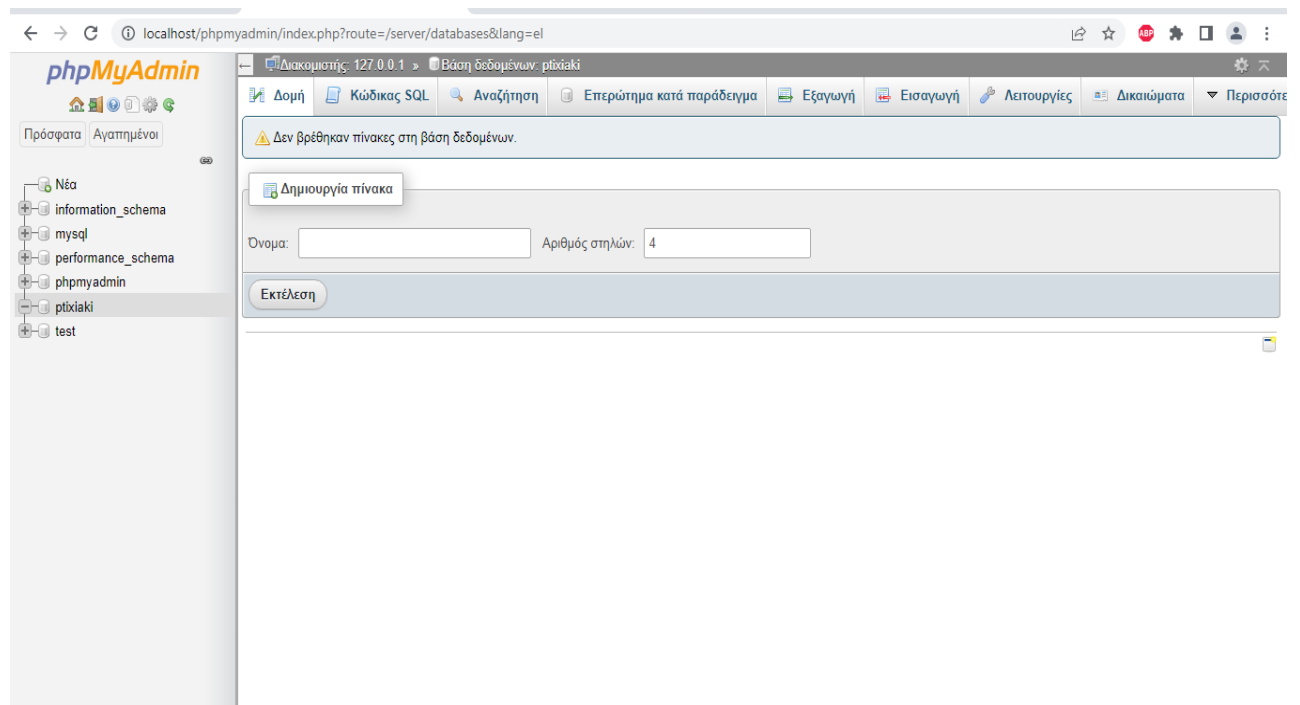 localhost/phpmyadmin/index.php?route=/server/databases&lang=el
ABP
phpMyAdmin
Πρόσφατα Αγαπημένοι
Νέα
information_schema
mysql
performance_schema
phpmyadmin
ptixiaki
test
Διακομιστής: 127.0.0.1 » Βάση δεδομένων: ptixiaki
Δομή Κώδικας SQL Αναζήτηση Επερώτημα κατά παράδειγμα Εξαγωγή Εισαγωγή Λειτουργίες Δικαιώματα Περισσότε
Δεν βρέθηκαν πίνακες στη βάση δεδομένων.
Δημιουργία πίνακα
Όνομα: Αριθμός στηλών: 4
Εκτέλεση